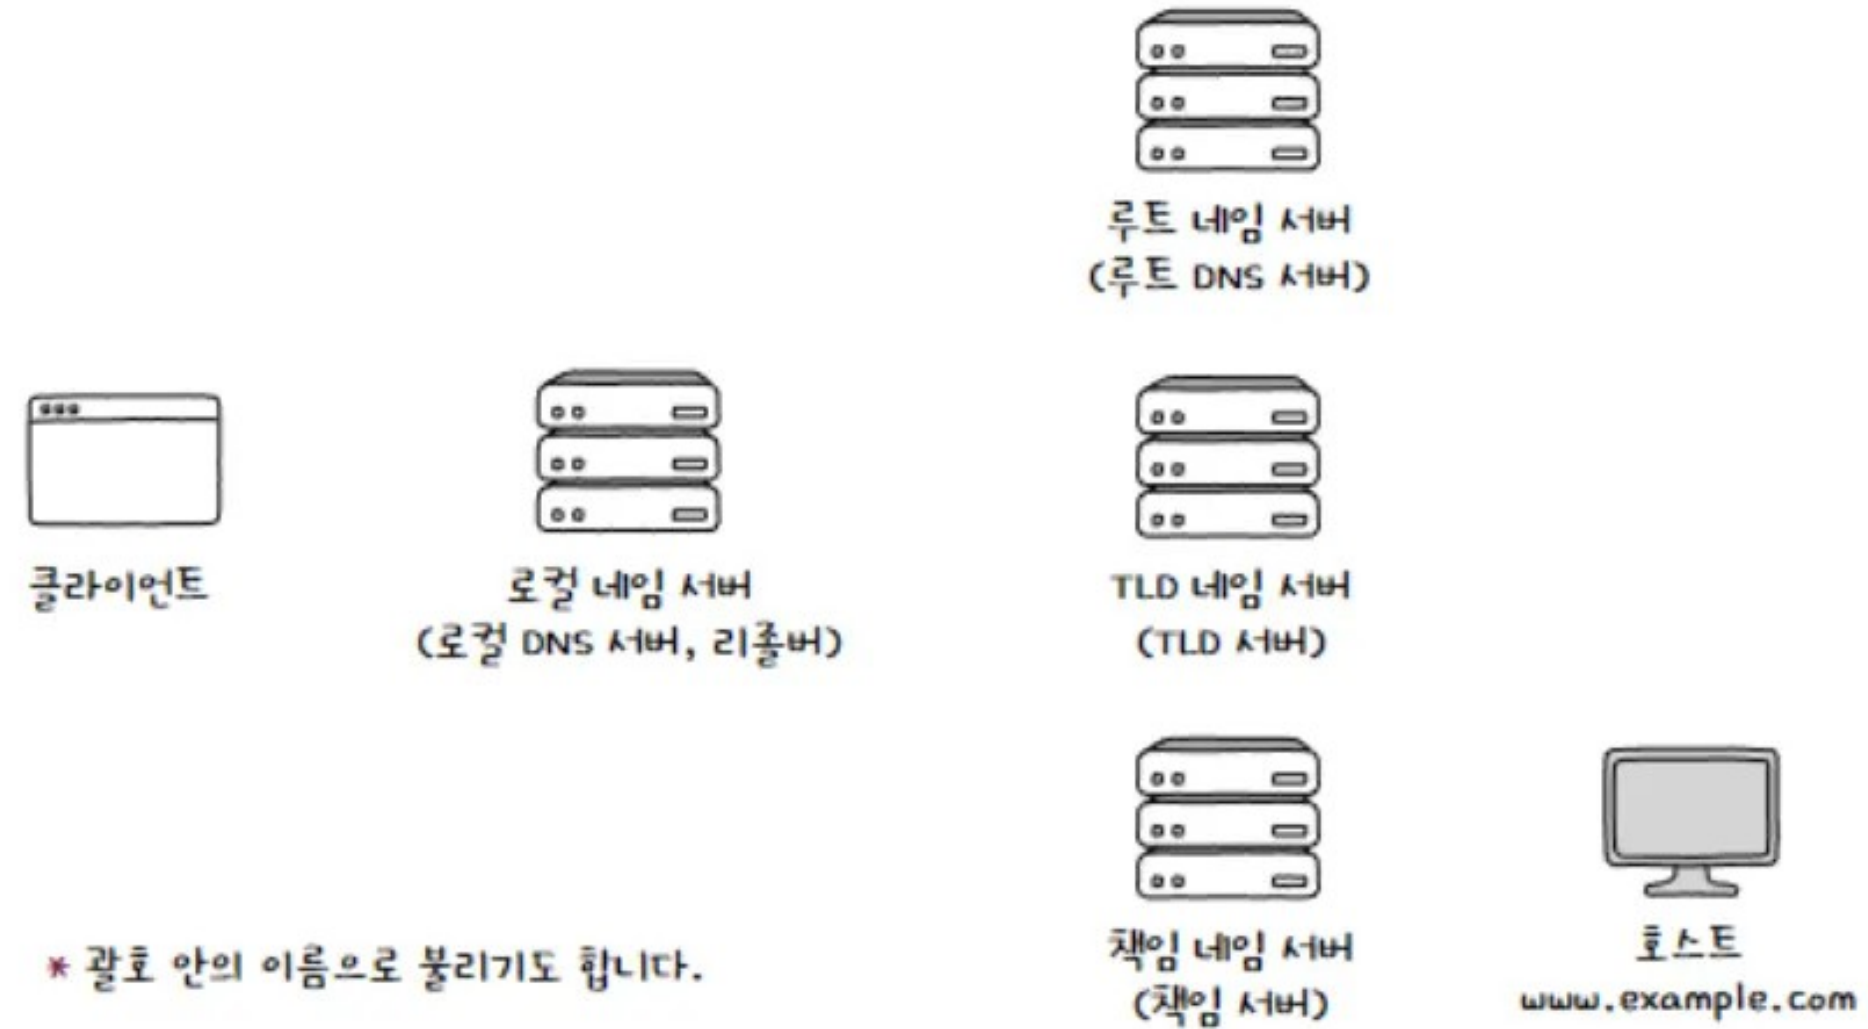 루트 네임 서버
(루트 DNS 서버)
클라이언트
로컬 네임 서버
(로컬 DNS 서버, 리졸버)
TLD 네임 서버
(TLD 서버)
책임 네임 서버
(책임 서버)
호스트
www.example.com
* 괄호 안의 이름으로 불리기도 합니다.